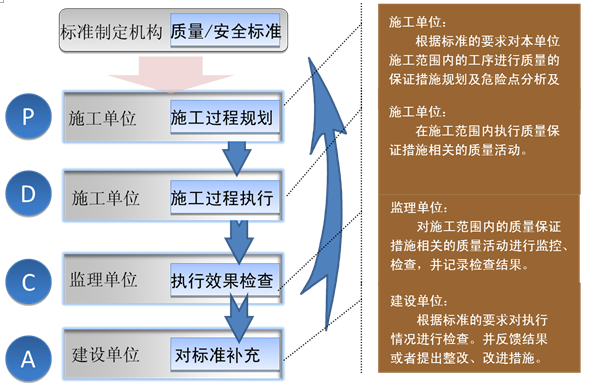 标准制定机构 质量/安全标准
P 施工单位 施工过程规划
D 施工单位 施工过程执行
C 监理单位 执行效果检查
A 建设单位 对标准补充
施工单位：
根据标准的要求对本单位
施工范围内的工序进行质量的
保证措施规划及危险点分析及
施工单位：
在施工范围内执行质量保
证措施相关的质量活动。
监理单位：
对施工范围内的质量保证
措施相关的质量活动进行监控、
检查，并记录检查结果。
建设单位：
根据标准的要求对执行
情况进行检查。并反馈结果
或者提出整改、改进措施。